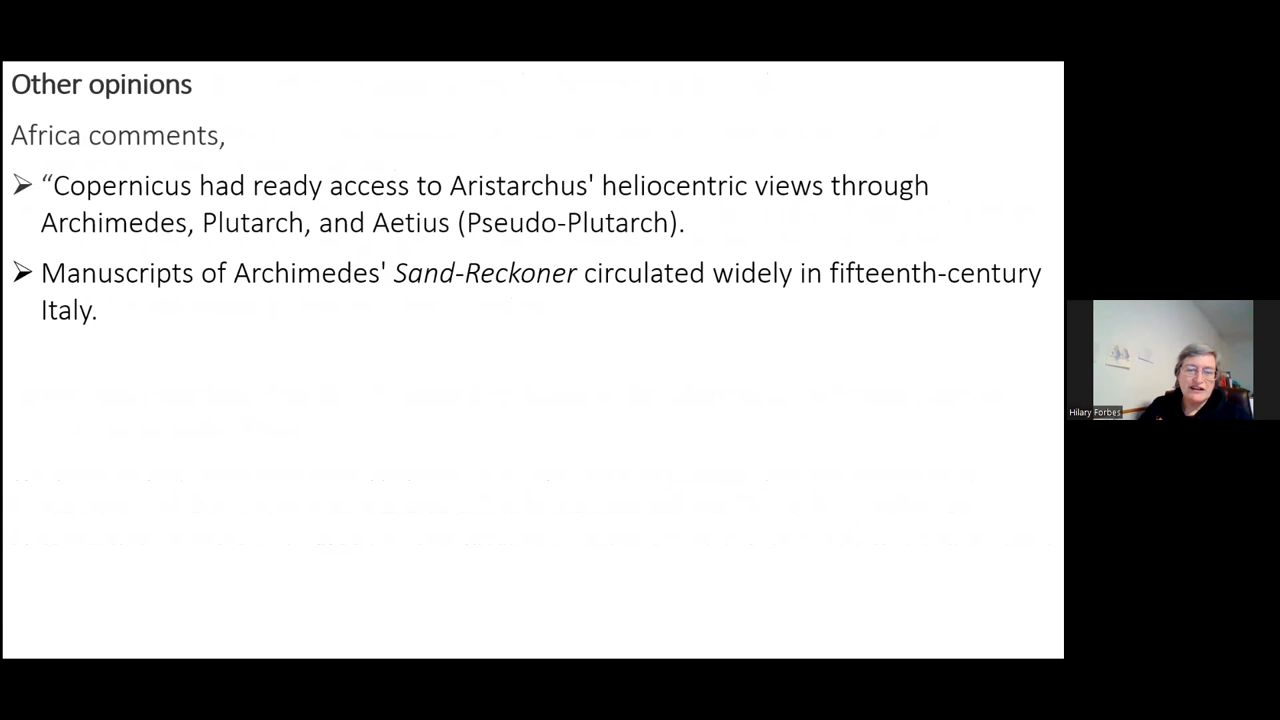 Other opinions
Africa comments,
➢ “Copernicus had ready access to Aristarchus' heliocentric views through
Archimedes, Plutarch, and Aetius (Pseudo-Plutarch).
➢ Manuscripts of Archimedes' Sand-Reckoner circulated widely in fifteenth-century
Italy.
Hilary Forbes